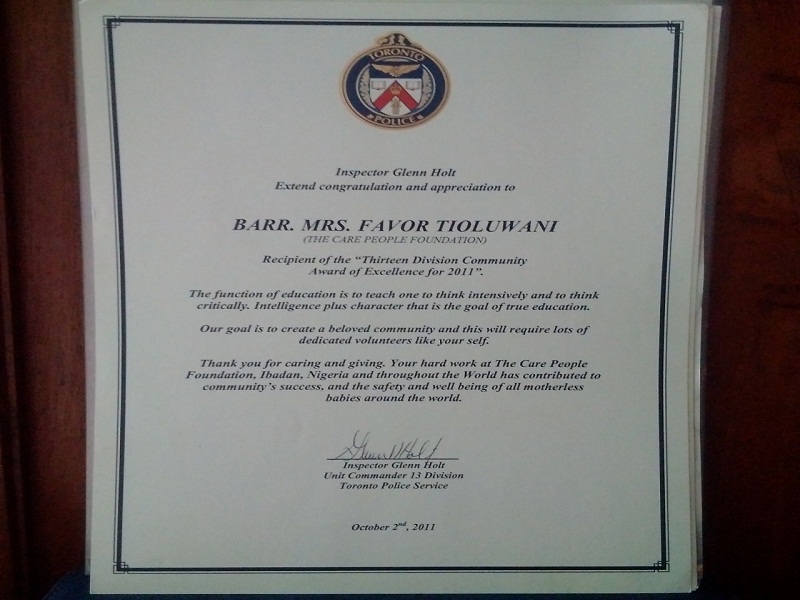 TORONTO
POLICE
Inspector Glenn Holt
Extend congratulation and appreciation to
BARR. MRS. FAVOR TIOLUWANI
(THE CARE PEOPLE FOUNDATION)
Recipient of the “Thirteen Division Community
Award of Excellence for 2011”.
The function of education is to teach one to think intensively and to think
critically. Intelligence plus character that is the goal of true education.
Our goal is to create a beloved community and this will require lots of
dedicated volunteers like your self.
Thank you for caring and giving. Your hard work at The Care People
Foundation, Ibadan, Nigeria and throughout the World has contributed to
community’s success, and the safety and well being of all motherless
babies around the world.
Glenn Holt
Inspector Glenn Holt
Unit Commander 13 Division
Toronto Police Service
October 2nd, 2011